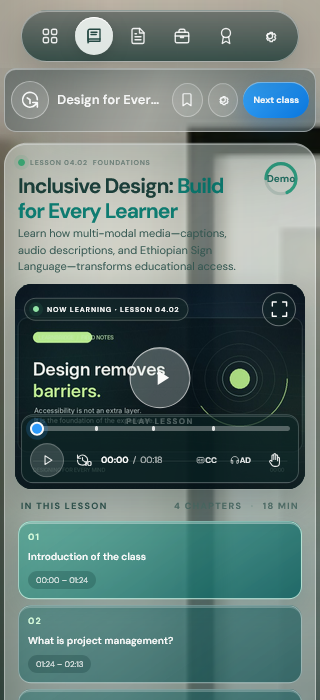 Design for Ever...
Next class
LESSON 04.02 FOUNDATIONS
Demo
Inclusive Design: Build
for Every Learner
Learn how multi-modal media—captions,
audio descriptions, and Ethiopian Sign
Language—transforms educational access.
NOW LEARNING · LESSON 04.02
NOTES
Design removes
barriers.
Accessibility is not an extra layer.
PLAY LESSON
10
00:00 / 00:18
CC
AD
IN THIS LESSON
4 CHAPTERS · 18 MIN
01
Introduction of the class
00:00 – 01:24
02
What is project management?
01:24 – 02:13